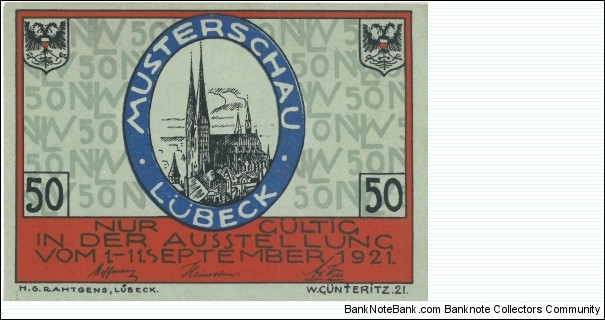 MUSTERSCHAU
· LÜBECK ·
50 50
NUR GÜLTIG
IN DER AUSSTELLUNG
VOM 1.-11.SEPTEMBER 1921.
H.G. RAHTGENS, LÜBECK. W.GÜNTERITZ.21.
BankNoteBank.com Banknote Collectors Community